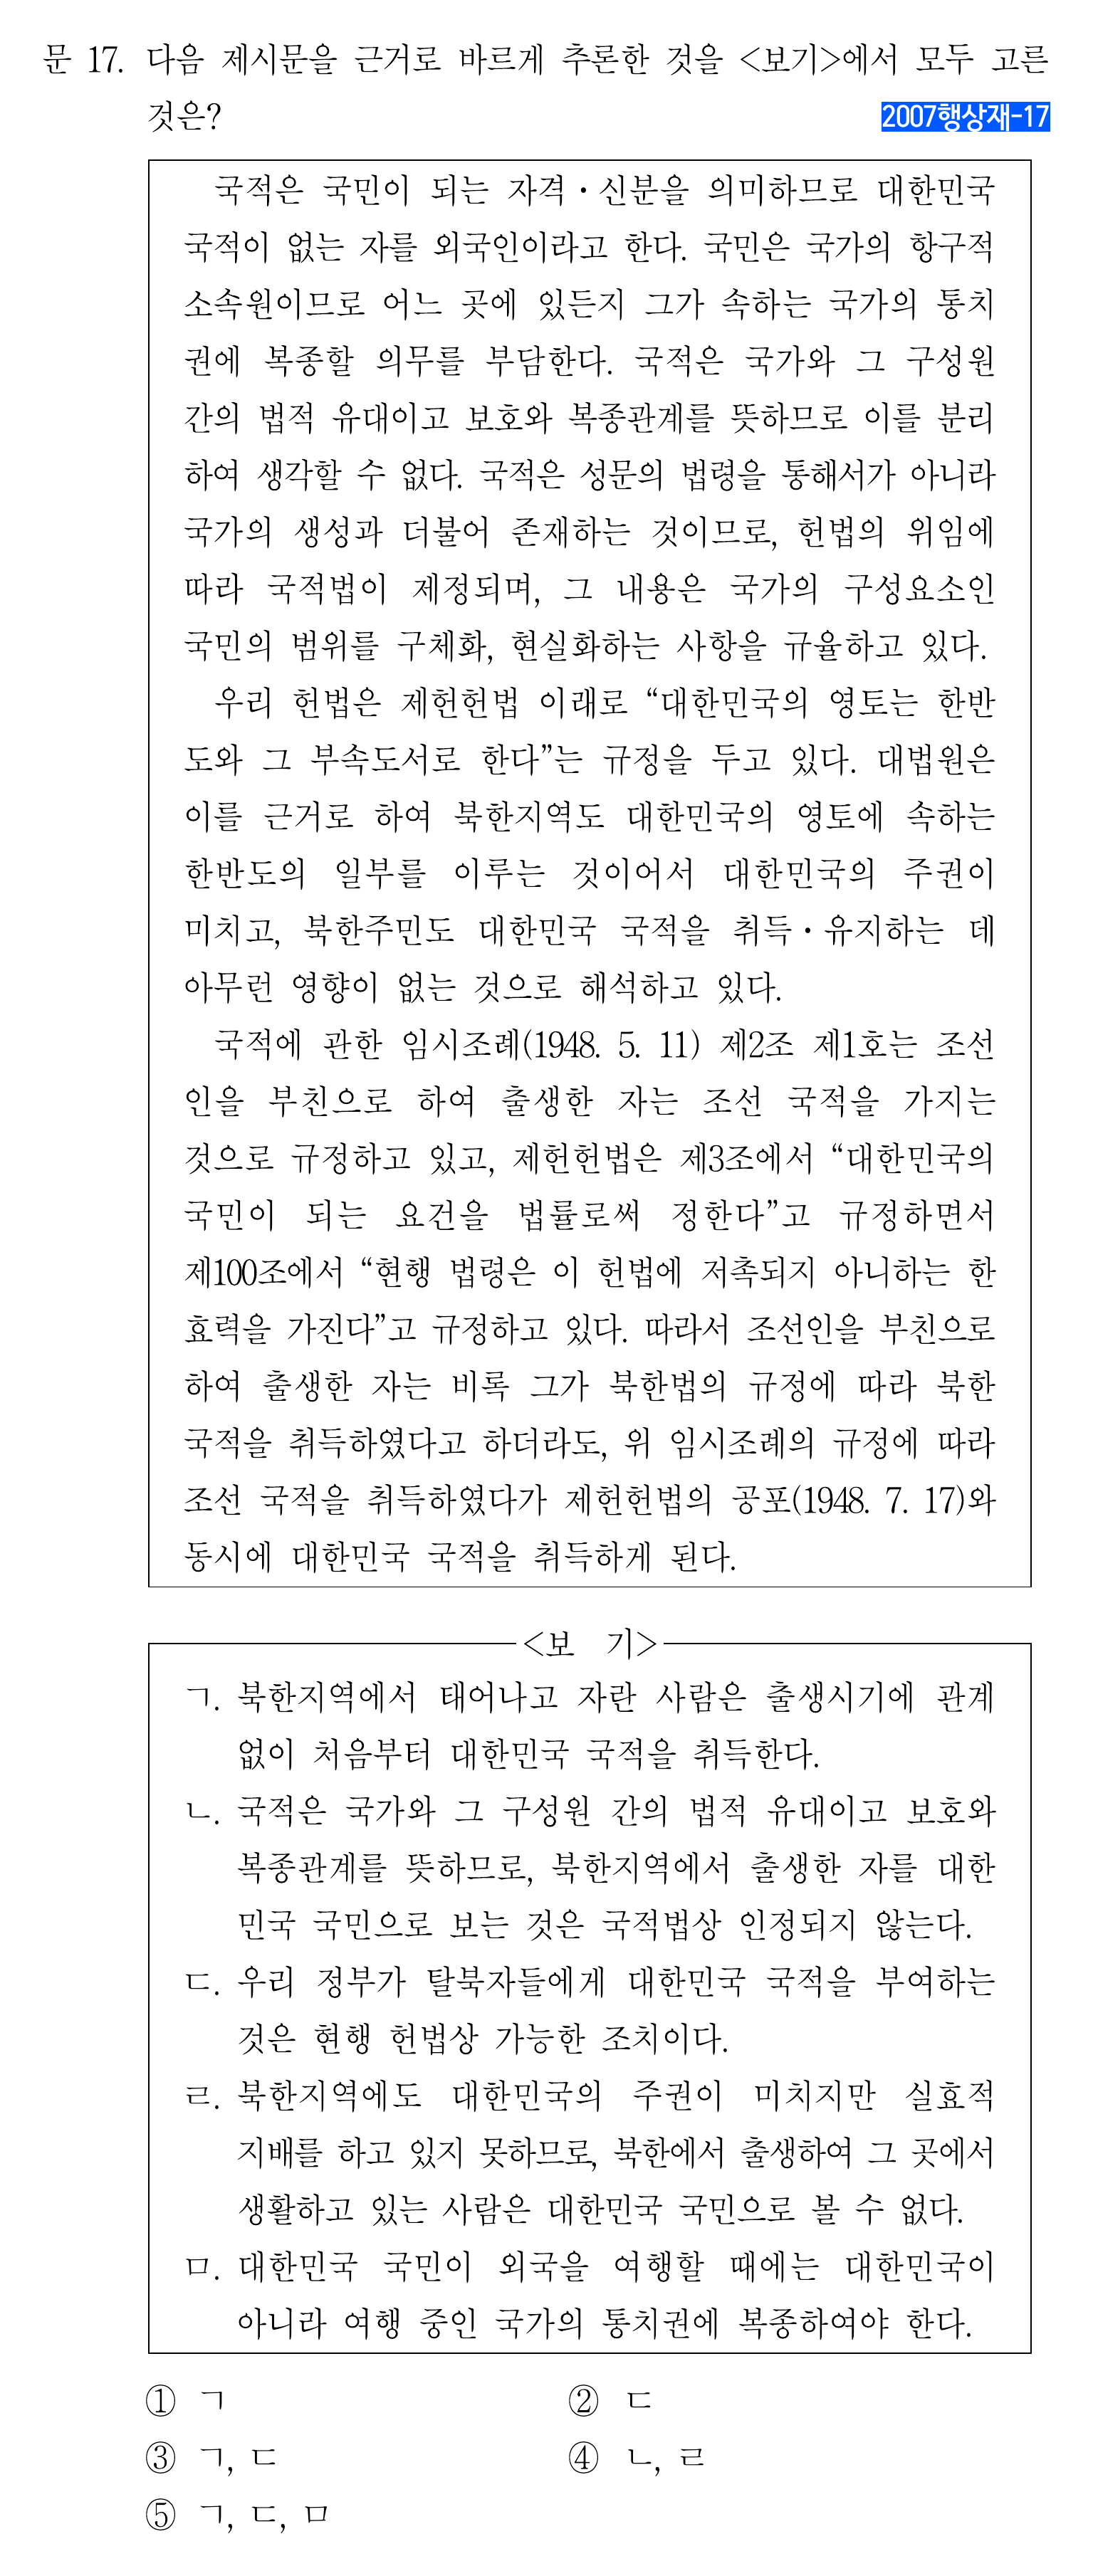 문 17. 다음 제시문을 근거로 바르게 추론한 것을 <보기>에서 모두 고른
것은?
2007행상재-17
국적은 국민이 되는 자격·신분을 의미하므로 대한민국
국적이 없는 자를 외국인이라고 한다. 국민은 국가의 항구적
소속원이므로 어느 곳에 있든지 그가 속하는 국가의 통치
권에 복종할 의무를 부담한다. 국적은 국가와 그 구성원
간의 법적 유대이고 보호와 복종관계를 뜻하므로 이를 분리
하여 생각할 수 없다. 국적은 성문의 법령을 통해서가 아니라
국가의 생성과 더불어 존재하는 것이므로, 헌법의 위임에
따라 국적법이 제정되며, 그 내용은 국가의 구성요소인
국민의 범위를 구체화, 현실화하는 사항을 규율하고 있다.
우리 헌법은 제헌헌법 이래로 “대한민국의 영토는 한반
도와 그 부속도서로 한다”는 규정을 두고 있다. 대법원은
이를 근거로 하여 북한지역도 대한민국의 영토에 속하는
한반도의 일부를 이루는 것이어서 대한민국의 주권이
미치고, 북한주민도 대한민국 국적을 취득·유지하는 데
아무런 영향이 없는 것으로 해석하고 있다.
국적에 관한 임시조례(1948. 5. 11) 제2조 제1호는 조선
인을 부친으로 하여 출생한 자는 조선 국적을 가지는
것으로 규정하고 있고, 제헌헌법은 제3조에서 “대한민국의
국민이 되는 요건을 법률로써 정한다”고 규정하면서
제100조에서 “현행 법령은 이 헌법에 저촉되지 아니하는 한
효력을 가진다”고 규정하고 있다. 따라서 조선인을 부친으로
하여 출생한 자는 비록 그가 북한법의 규정에 따라 북한
국적을 취득하였다고 하더라도, 위 임시조례의 규정에 따라
조선 국적을 취득하였다가 제헌헌법의 공포(1948. 7. 17)와
동시에 대한민국 국적을 취득하게 된다.
<보 기>
ㄱ. 북한지역에서 태어나고 자란 사람은 출생시기에 관계
없이 처음부터 대한민국 국적을 취득한다.
ㄴ. 국적은 국가와 그 구성원 간의 법적 유대이고 보호와
복종관계를 뜻하므로, 북한지역에서 출생한 자를 대한
민국 국민으로 보는 것은 국적법상 인정되지 않는다.
ㄷ. 우리 정부가 탈북자들에게 대한민국 국적을 부여하는
것은 현행 헌법상 가능한 조치이다.
ㄹ. 북한지역에도 대한민국의 주권이 미치지만 실효적
지배를 하고 있지 못하므로, 북한에서 출생하여 그 곳에서
생활하고 있는 사람은 대한민국 국민으로 볼 수 없다.
ㅁ. 대한민국 국민이 외국을 여행할 때에는 대한민국이
아니라 여행 중인 국가의 통치권에 복종하여야 한다.
① ㄱ ② ㄷ
③ ㄱ, ㄷ ④ ㄴ, ㄹ
⑤ ㄱ, ㄷ, ㅁ